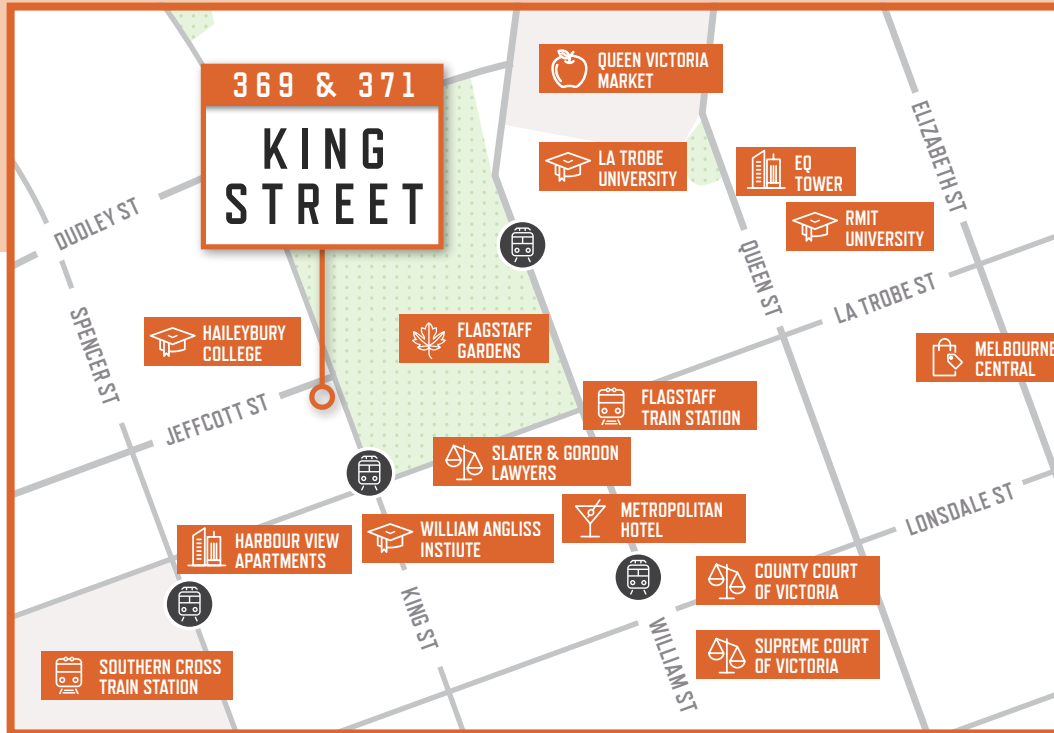 369 & 371
KING
STREET
QUEEN VICTORIA
MARKET
LA TROBE
UNIVERSITY
EQ
TOWER
RMIT
UNIVERSITY
ELIZABETH ST
DUDLEY ST
QUEEN ST
LA TROBE ST
SPENCER ST
HAILEYBURY
COLLEGE
FLAGSTAFF
GARDENS
MELBOURNE
CENTRAL
JEFFCOTT ST
FLAGSTAFF
TRAIN STATION
SLATER & GORDON
LAWYERS
METROPOLITAN
HOTEL
LONSDALE ST
HARBOUR VIEW
APARTMENTS
WILLIAM ANGLISS
INSTIUTE
COUNTY COURT
OF VICTORIA
KING ST
WILLIAM ST
SUPREME COURT
OF VICTORIA
SOUTHERN CROSS
TRAIN STATION